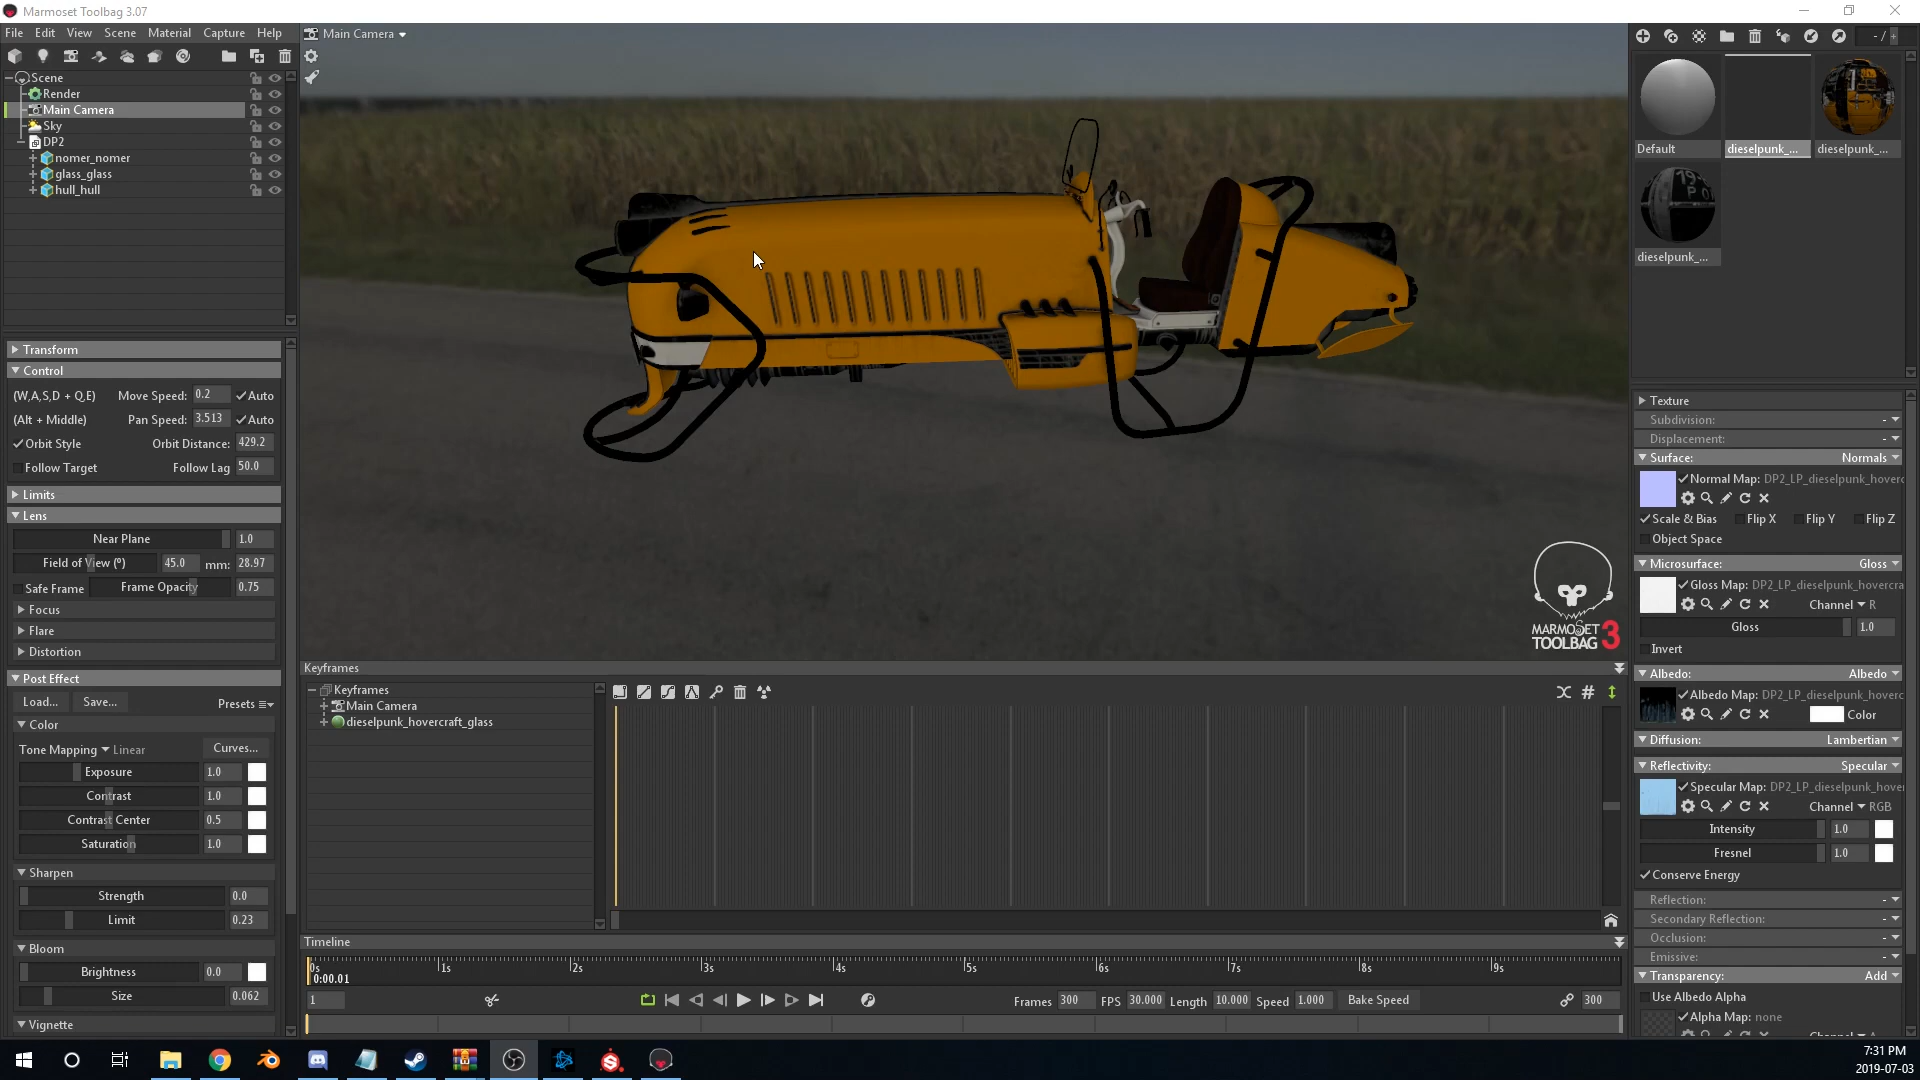 Marmoset Toolbag 3.07
File Edit View Scene Material Capture Help
Main Camera
- / +
Scene
Render
Main Camera
Sky
DP2
nomer_nomer
glass_glass
hull_hull
Default dieselpunk_... dieselpunk_...
dieselpunk_...
Transform
Control
(W,A,S,D + Q,E) Move Speed: 0.2 Auto
(Alt + Middle) Pan Speed: 3.513 Auto
Orbit Style Orbit Distance: 429.2
Follow Target Follow Lag 50.0
Limits
Lens
Near Plane 1.0
Field of View (º) 45.0 mm: 28.97
Safe Frame Frame Opacity 0.75
Focus
Flare
Distortion
Post Effect
Load... Save... Presets
Color
Tone Mapping Linear Curves...
Exposure 1.0
Contrast 1.0
Contrast Center 0.5
Saturation 1.0
Sharpen
Strength 0.0
Limit 0.23
Bloom
Brightness 0.0
Size 0.062
Vignette
MARMOSET
TOOLBAG 3
Keyframes
Keyframes
Main Camera
dieselpunk_hovercraft_glass
Timeline
0s 1s 2s 3s 4s 5s 6s 7s 8s 9s
0:00.01
1 Frames 300 FPS 30.000 Length 10.000 Speed 1.000 Bake Speed 300
Texture
Subdivision: -
Displacement: -
Surface: Normals
Normal Map: DP2_LP_dieselpunk_hoverc
Scale & Bias Flip X Flip Y Flip Z
Object Space
Microsurface: Gloss
Gloss Map: DP2_LP_dieselpunk_hovercra
Channel R
Gloss 1.0
Invert
Albedo: Albedo
Albedo Map: DP2_LP_dieselpunk_hoverc
Color
Diffusion: Lambertian
Reflectivity: Specular
Specular Map: DP2_LP_dieselpunk_hove
Channel RGB
Intensity 1.0
Fresnel 1.0
Conserve Energy
Reflection: -
Secondary Reflection: -
Occlusion: -
Emissive: -
Transparency: Add
Use Albedo Alpha
Alpha Map: none
7:31 PM
2019-07-03